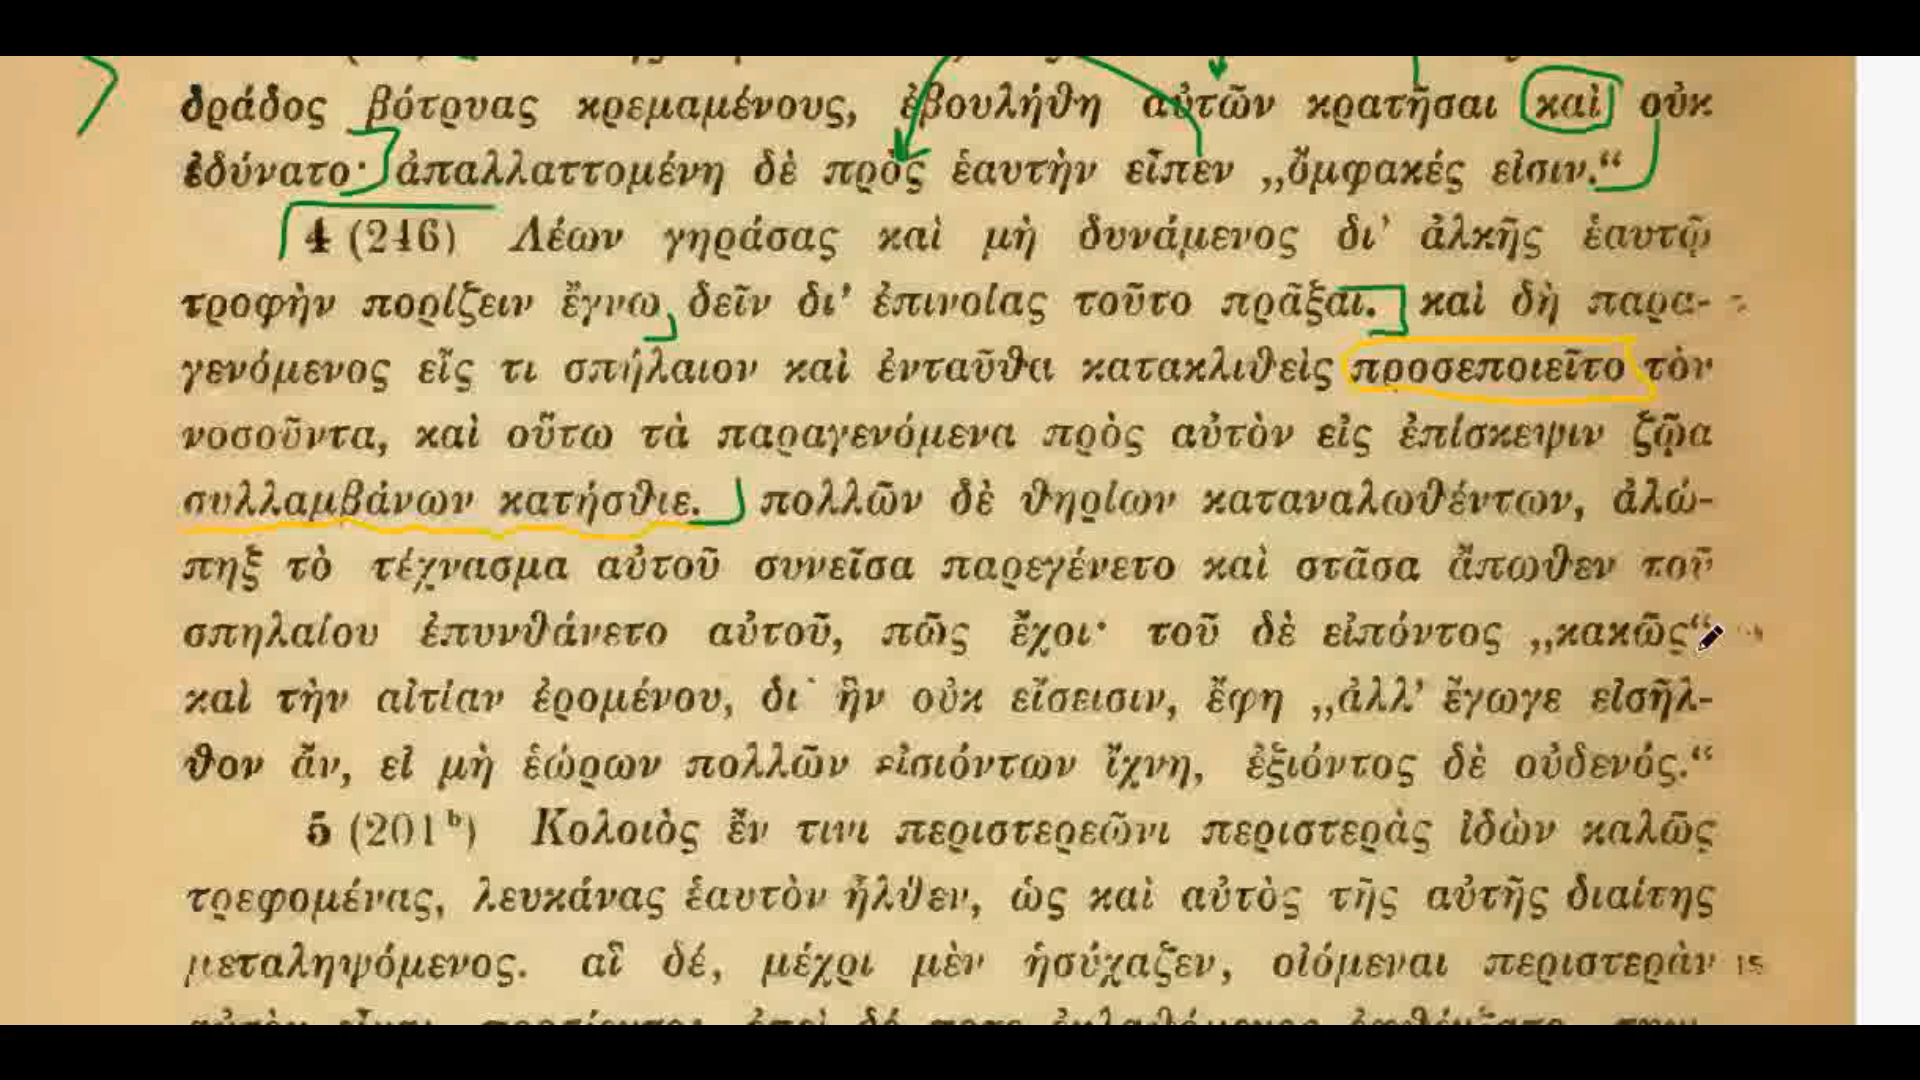 δράδος βότρυας κρεμαμένους, ἐβουλήθη αὐτῶν κρατῆσαι καὶ οὐκ
ἐδύνατο· ἀπαλλαττομένη δὲ πρὸς ἑαυτὴν εἶπεν „ὄμφακές εἰσιν.“
4 (246) Λέων γηράσας καὶ μὴ δυνάμενος δι’ ἀλκῆς ἑαυτῷ
τροφὴν πορίζειν ἔγνω δεῖν δι’ ἐπινοίας τοῦτο πρᾶξαι. καὶ δὴ παρα-
γενόμενος εἴς τι σπήλαιον καὶ ἐνταῦθα κατακλιθεὶς προσεποιεῖτο τὸν
νοσοῦντα, καὶ οὕτω τὰ παραγενόμενα πρὸς αὐτὸν εἰς ἐπίσκεψιν ζῷα
συλλαμβάνων κατήσθιε. πολλῶν δὲ θηρίων καταναλωθέντων, ἀλώ-
πηξ τὸ τέχνασμα αὐτοῦ συνεῖσα παρεγένετο καὶ στᾶσα ἄπωθεν τοῦ
σπηλαίου ἐπυνθάνετο αὐτοῦ, πῶς ἔχοι· τοῦ δὲ εἰπόντος „κακῶς“
καὶ τὴν αἰτίαν ἐρομένου, δι᾽ ἣν οὐκ εἴσεισιν, ἔφη „ἀλλ’ ἔγωγε εἰσῆλ-
θον ἄν, εἰ μὴ ἑώρων πολλῶν εἰσιόντων ἴχνη, ἐξιόντος δὲ οὐδενός.“
5 (201ᵇ) Κολοιὸς ἔν τινι περιστερεῶνι περιστερὰς ἰδὼν καλῶς
τρεφομένας, λευκάνας ἑαυτὸν ἦλθεν, ὡς καὶ αὐτὸς τῆς αὐτῆς διαίτης
μεταληψόμενος. αἳ δέ, μέχρι μὲν ἡσύχαζεν, οἰόμεναι περιστερὰν 15